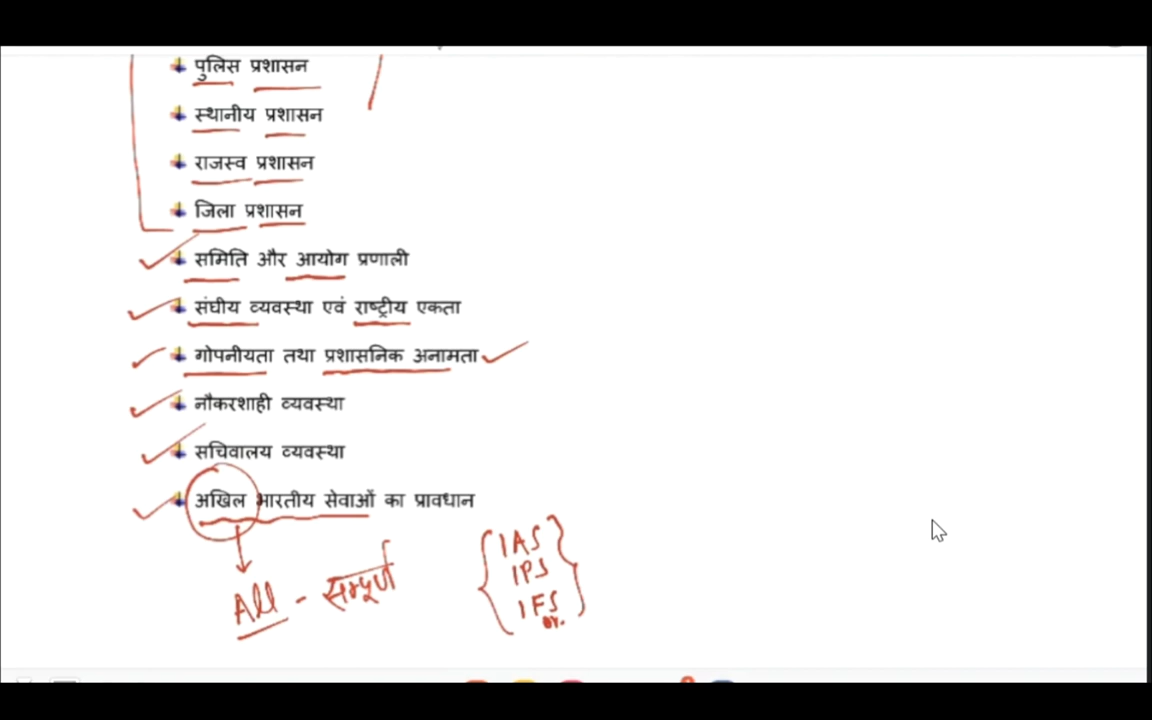 पुलिस प्रशासन
स्थानीय प्रशासन
राजस्व प्रशासन
जिला प्रशासन
समिति और आयोग प्रणाली
संघीय व्यवस्था एवं राष्ट्रीय एकता
गोपनीयता तथा प्रशासनिक अनामता
नौकरशाही व्यवस्था
सचिवालय व्यवस्था
अखिल भारतीय सेवाओं का प्रावधान
All - सम्पूर्ण
IAS
IPS
IFS